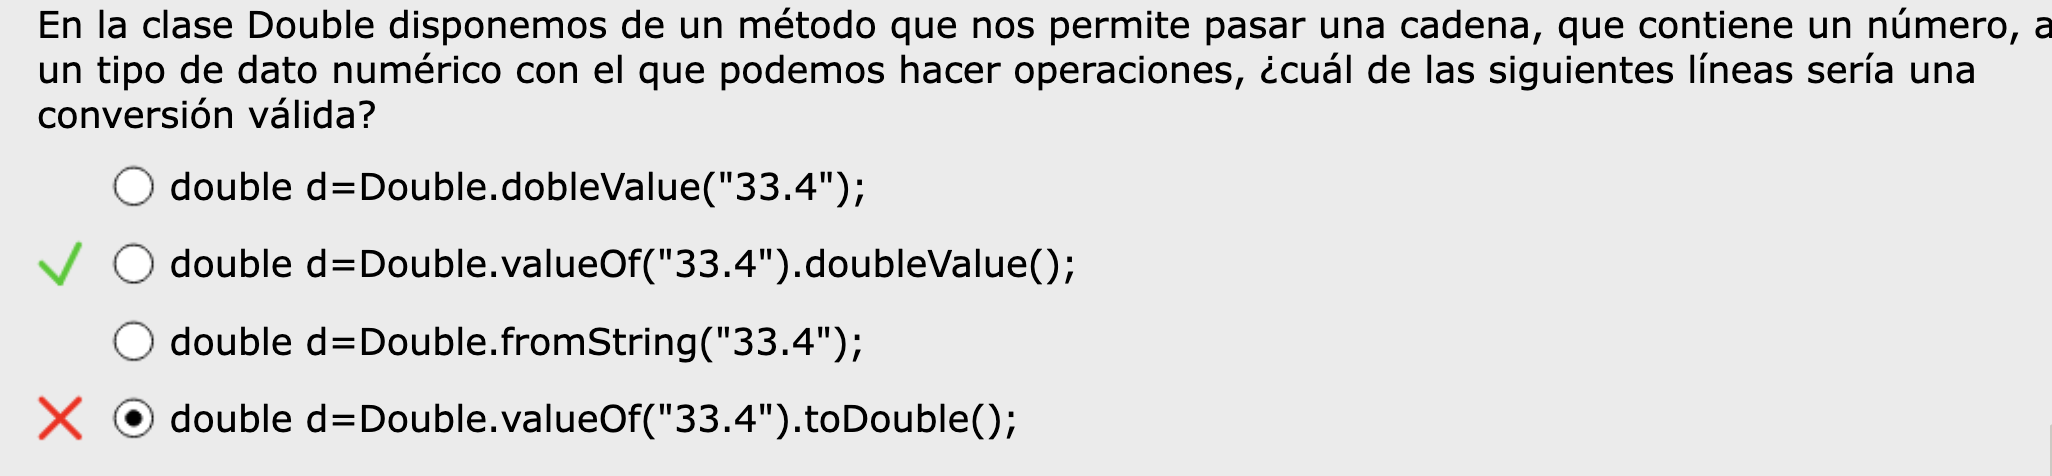 En la clase Double disponemos de un método que nos permite pasar una cadena, que contiene un número, a
un tipo de dato numérico con el que podemos hacer operaciones, ¿cuál de las siguientes líneas sería una
conversión válida?
double d=Double.dobleValue("33.4");
double d=Double.valueOf("33.4").doubleValue();
double d=Double.fromString("33.4");
double d=Double.valueOf("33.4").toDouble();